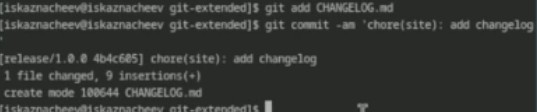 [iskaznacheev@iskaznacheev git-extended]$ git add CHANGELOG.md
[iskaznacheev@iskaznacheev git-extended]$ git commit -am 'chore(site): add changelog
'
[release/1.0.0 4b4c605] chore(site): add changelog
1 file changed, 9 insertions(+)
create mode 100644 CHANGELOG.md
[iskaznacheev@iskaznacheev git-extended]$